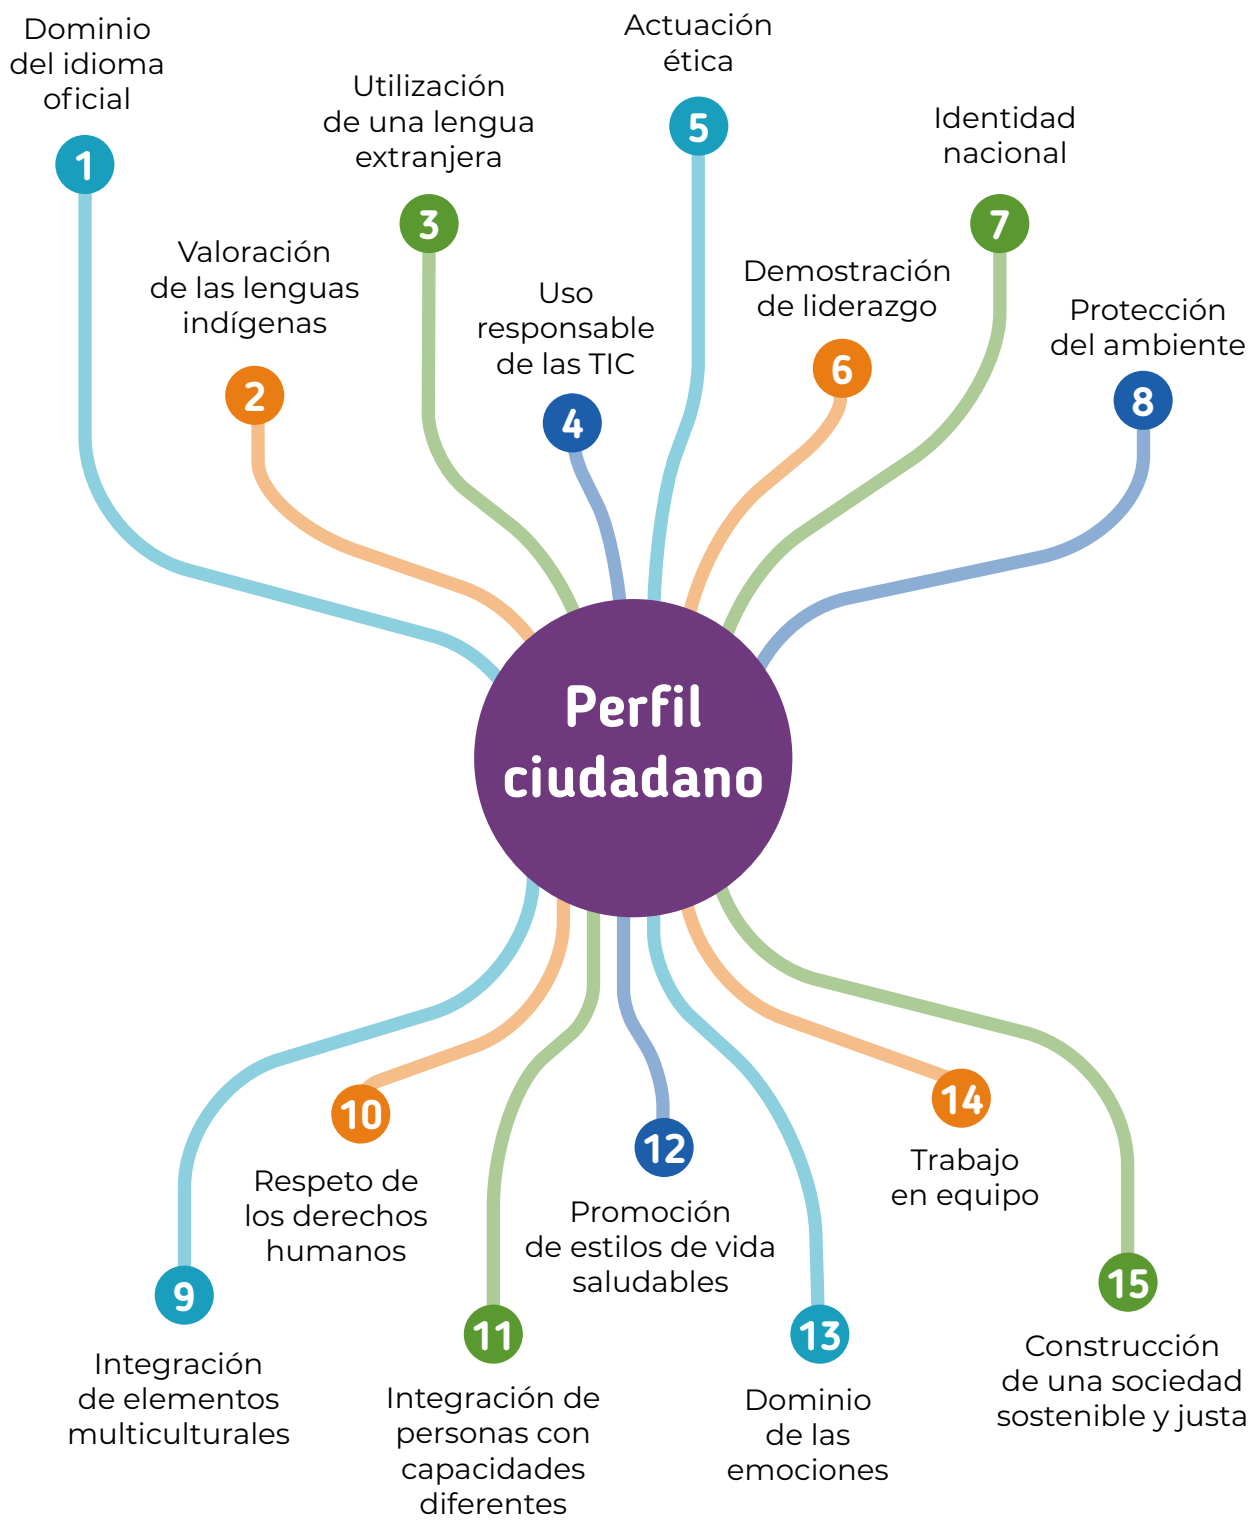 Dominio
del idioma
oficial
1
Valoración
de las lenguas
indígenas
2
Utilización
de una lengua
extranjera
3
Uso
responsable
de las TIC
4
Actuación
ética
5
Demostración
de liderazgo
6
Identidad
nacional
7
Protección
del ambiente
8
Perfil
ciudadano
9
Integración
de elementos
multiculturales
10
Respeto de
los derechos
humanos
11
Integración de
personas con
capacidades
diferentes
12
Promoción
de estilos de vida
saludables
13
Dominio
de las
emociones
14
Trabajo
en equipo
15
Construcción
de una sociedad
sostenible y justa